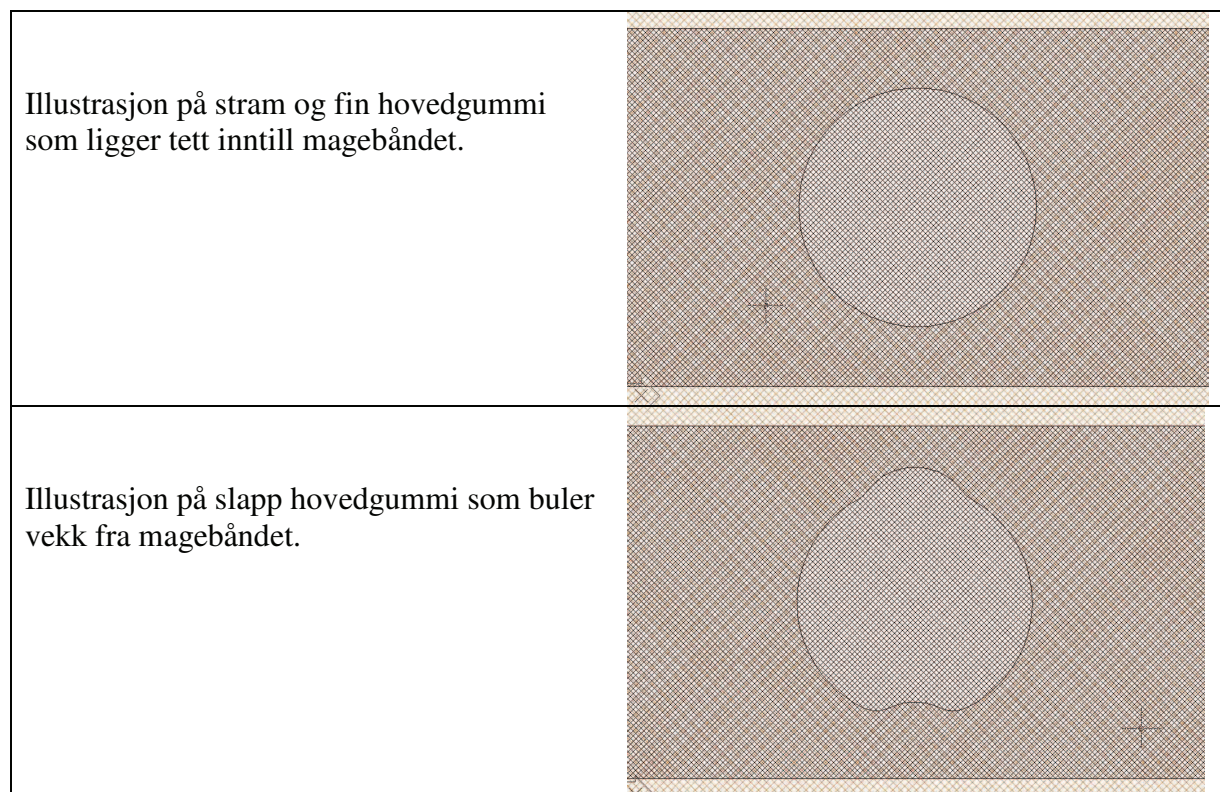 Illustrasjon på stram og fin hovedgummi
som ligger tett inntill magebåndet.
Illustrasjon på slapp hovedgummi som buler
vekk fra magebåndet.